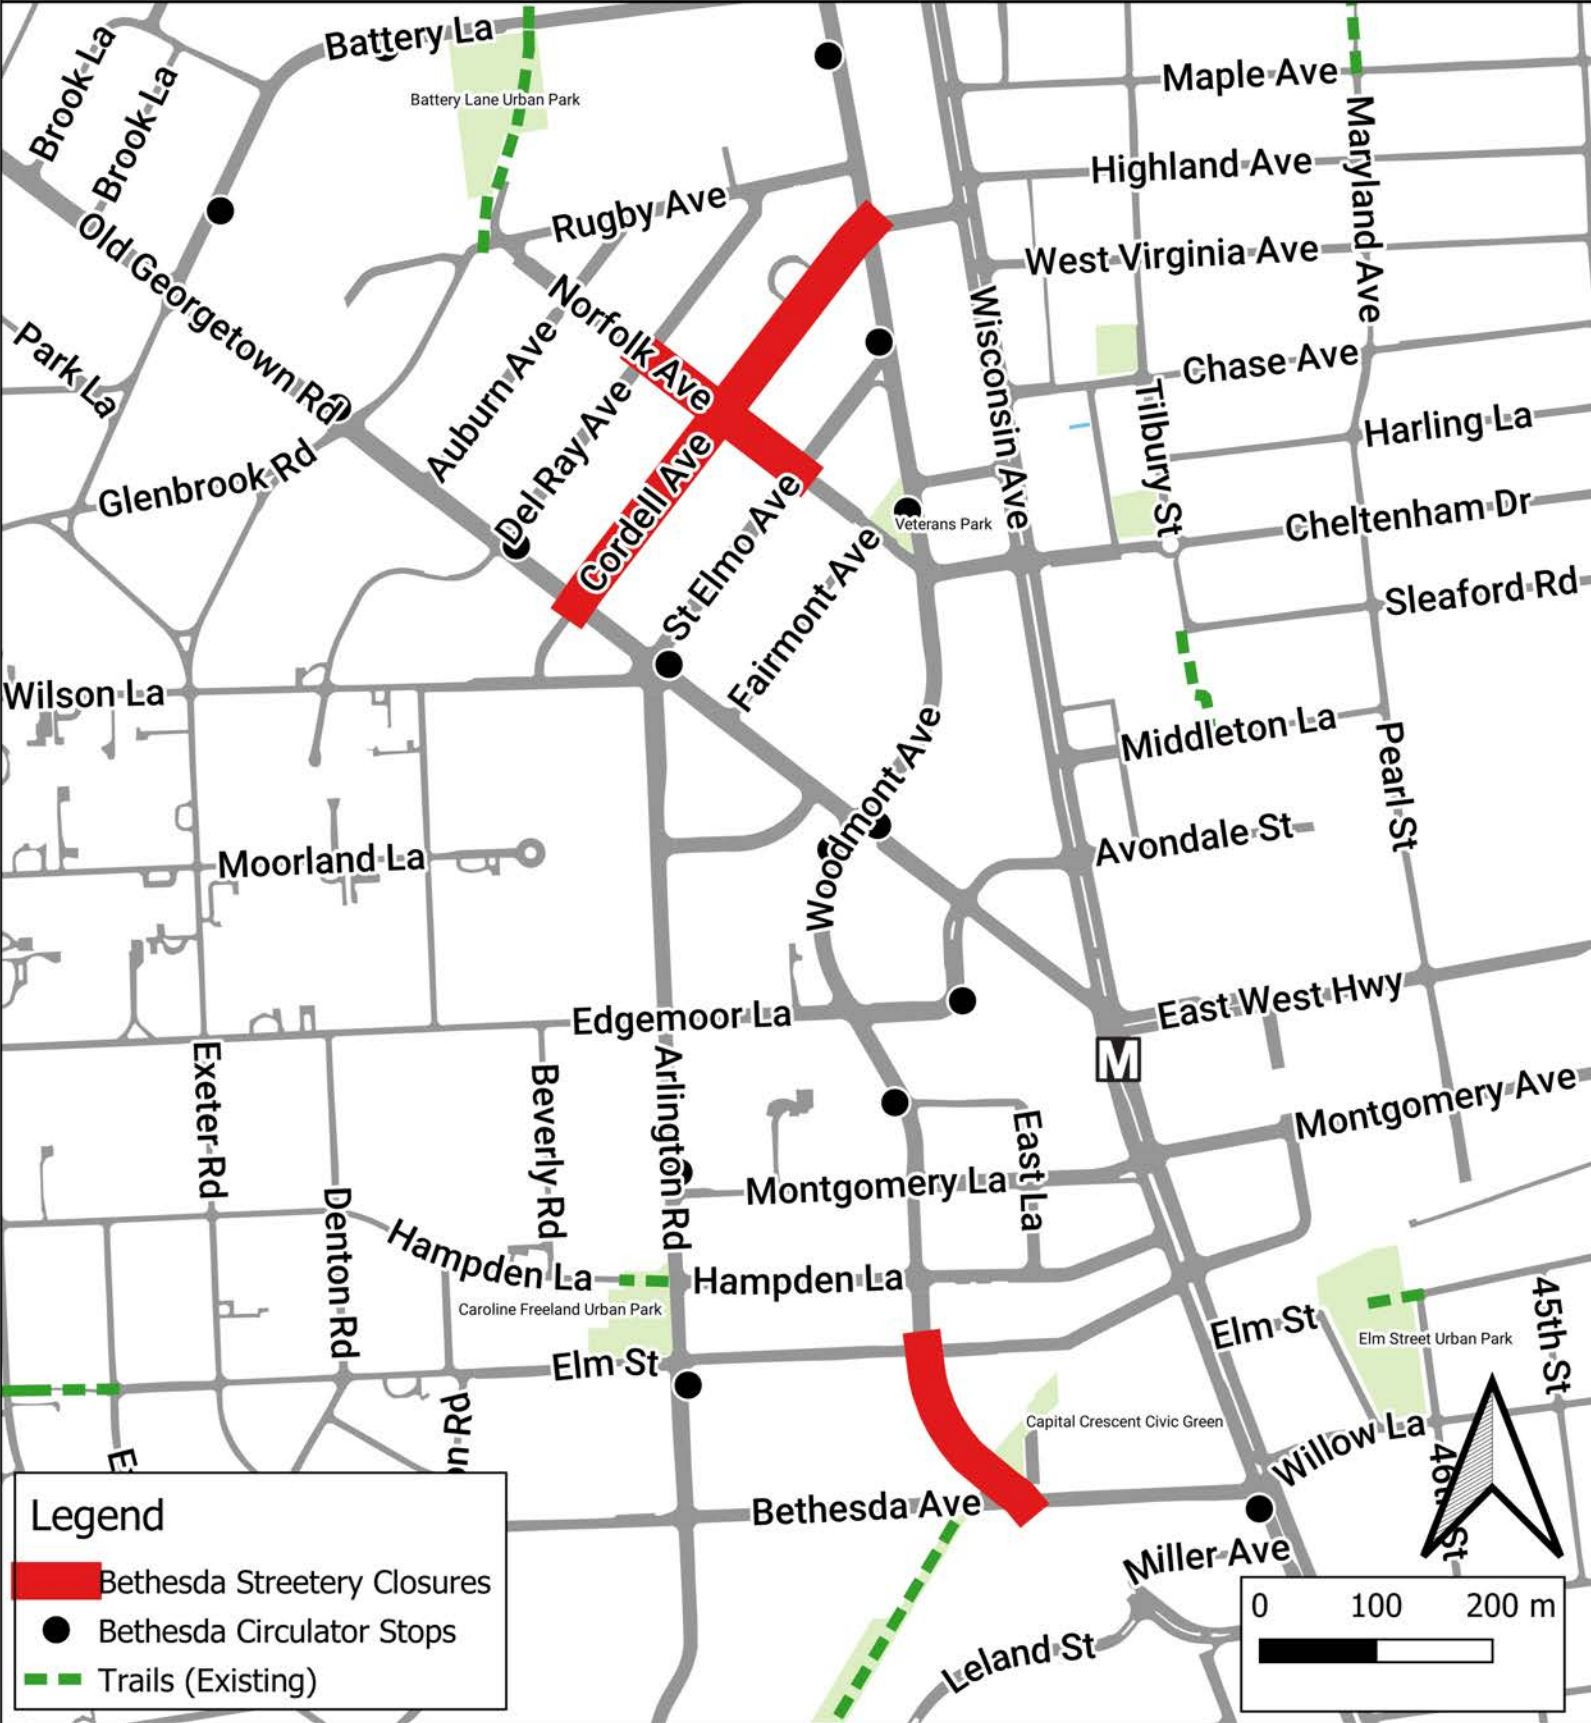 Battery La
Brook La
Brook La
Battery Lane Urban Park
Maple Ave
Maryland Ave
Highland Ave
Rugby Ave
Old Georgetown Rd
West Virginia Ave
Norfolk Ave
Wisconsin Ave
Park La
Auburn Ave
Chase Ave
Del Ray Ave
Tilbury St
Harling La
Glenbrook Rd
Cordell Ave
St Elmo Ave
Veterans Park
Cheltenham Dr
Fairmont Ave
Sleaford Rd
Wilson La
Middleton La
Woodmont Ave
Pearl St
Avondale St
Moorland La
East West Hwy
Edgemoor La
M
Exeter Rd
Beverly Rd
Arlington Rd
Montgomery Ave
East La
Montgomery La
Denton Rd
Hampden La
Hampden La
Caroline Freeland Urban Park
Elm St
Elm Street Urban Park
45th St
Elm St
Capital Crescent Civic Green
Willow La
46th St
Bethesda Ave
Miller Ave
Leland St
Legend
Bethesda Streetery Closures
Bethesda Circulator Stops
Trails (Existing)
0 100 200 m